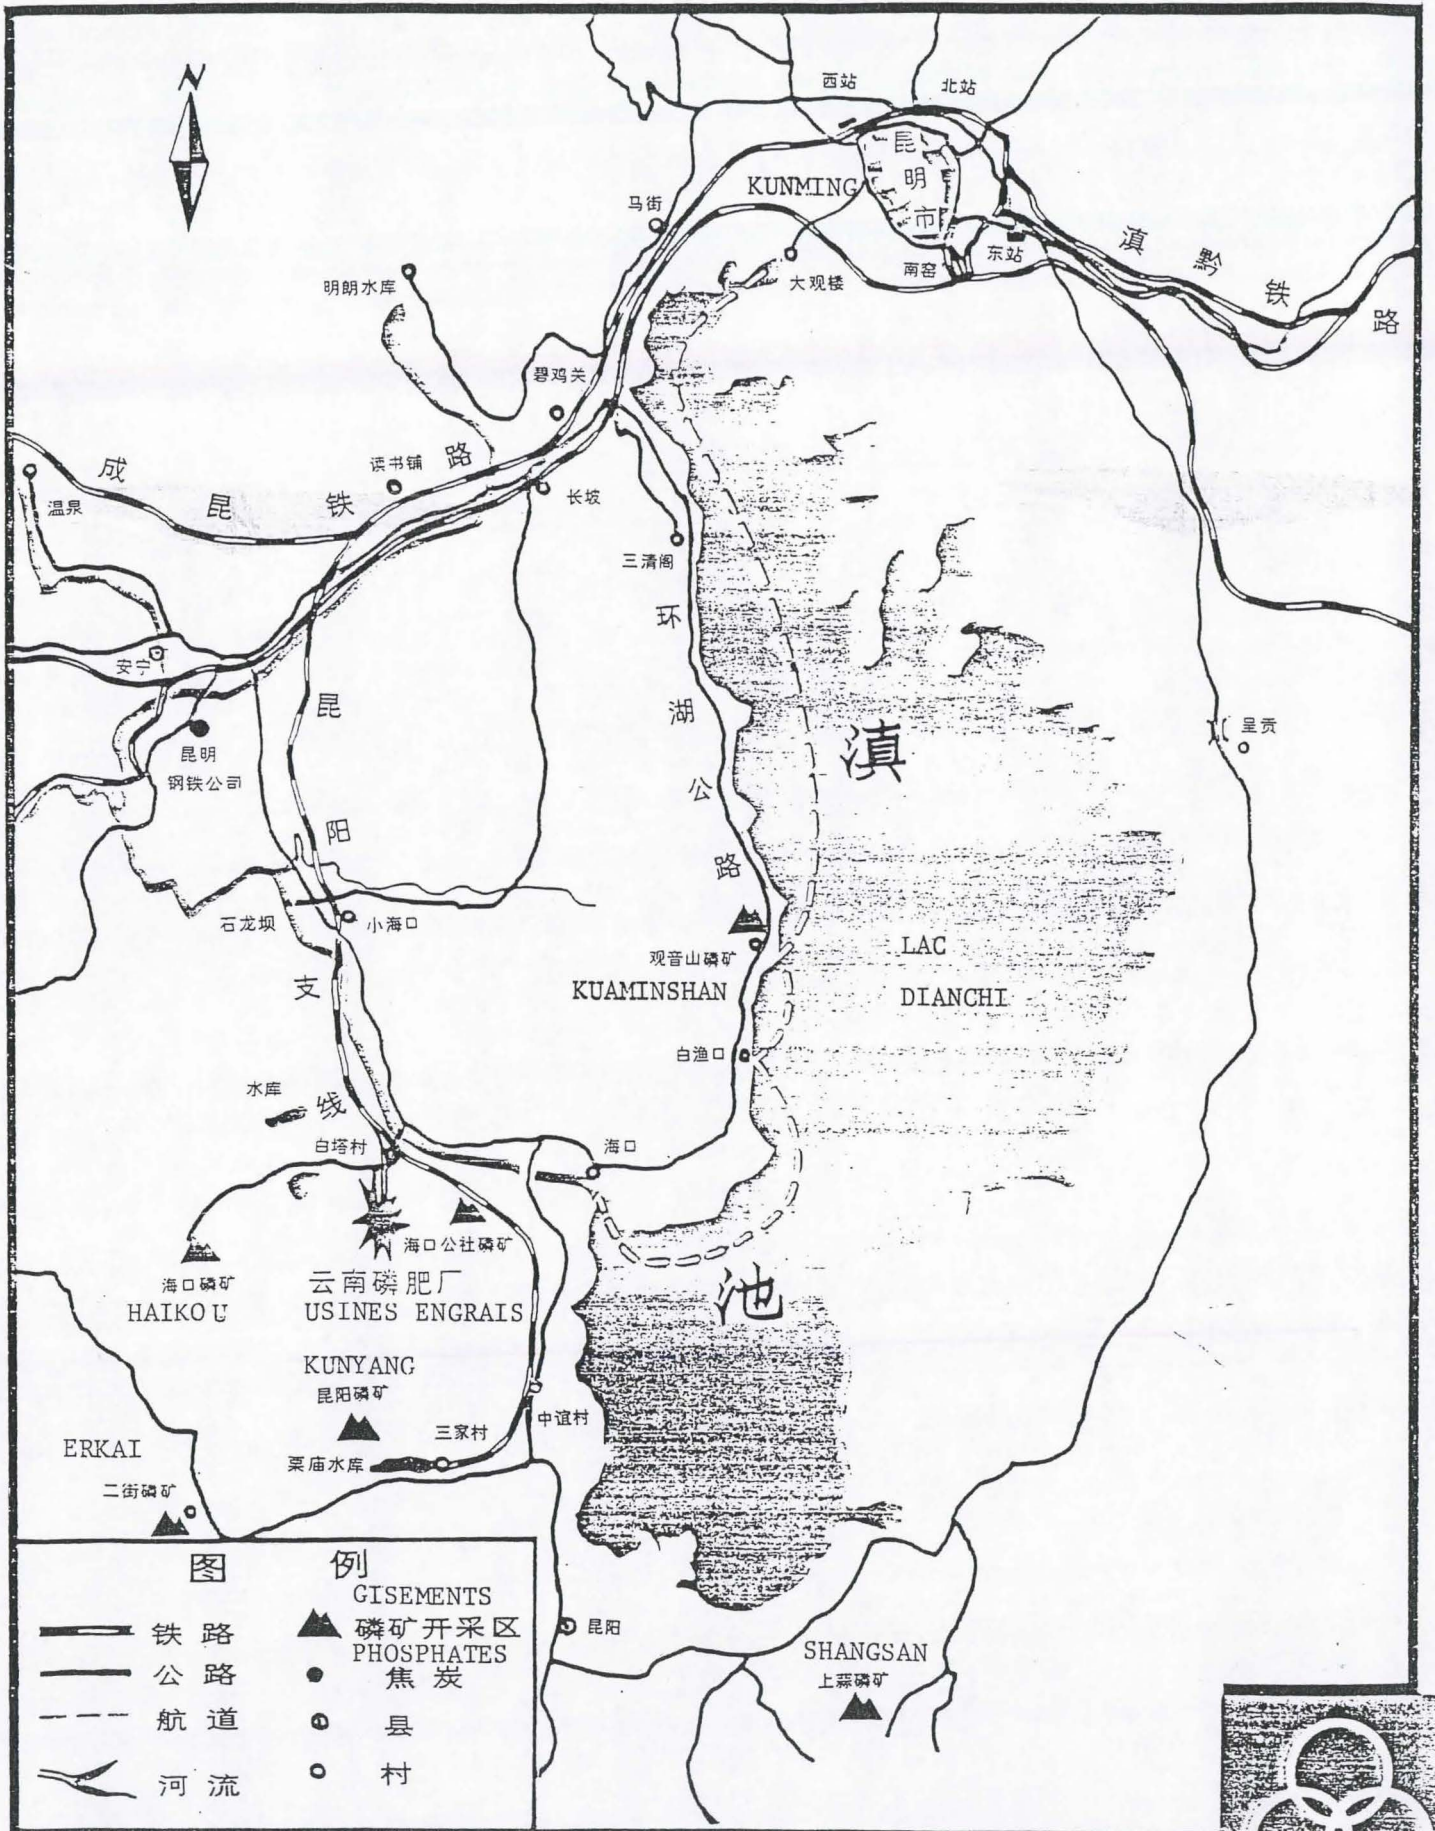 N
西站
北站
昆明市
KUNMING
马街
大观楼
南窑
东站
滇黔铁路
明朗水库
碧鸡关
读书铺
成昆铁路
长坡
温泉
三清阁
环湖公路
安宁
昆明
钢铁公司
昆阳支线
滇池
呈贡
石龙坝
小海口
观音山磷矿
KUAMINSHAN
LAC
DIANCHI
白渔口
水库
白塔村
海口
海口公社磷矿
海口磷矿
HAIKOU
云南磷肥厂
USINES ENGRAIS
KUNYANG
昆阳磷矿
中谊村
三家村
栗庙水库
ERKAI
二街磷矿
昆阳
SHANGSAN
上蒜磷矿
图 例
铁路
公路
航道
河流
GISEMENTS
磷矿开采区
PHOSPHATES
焦炭
县
村